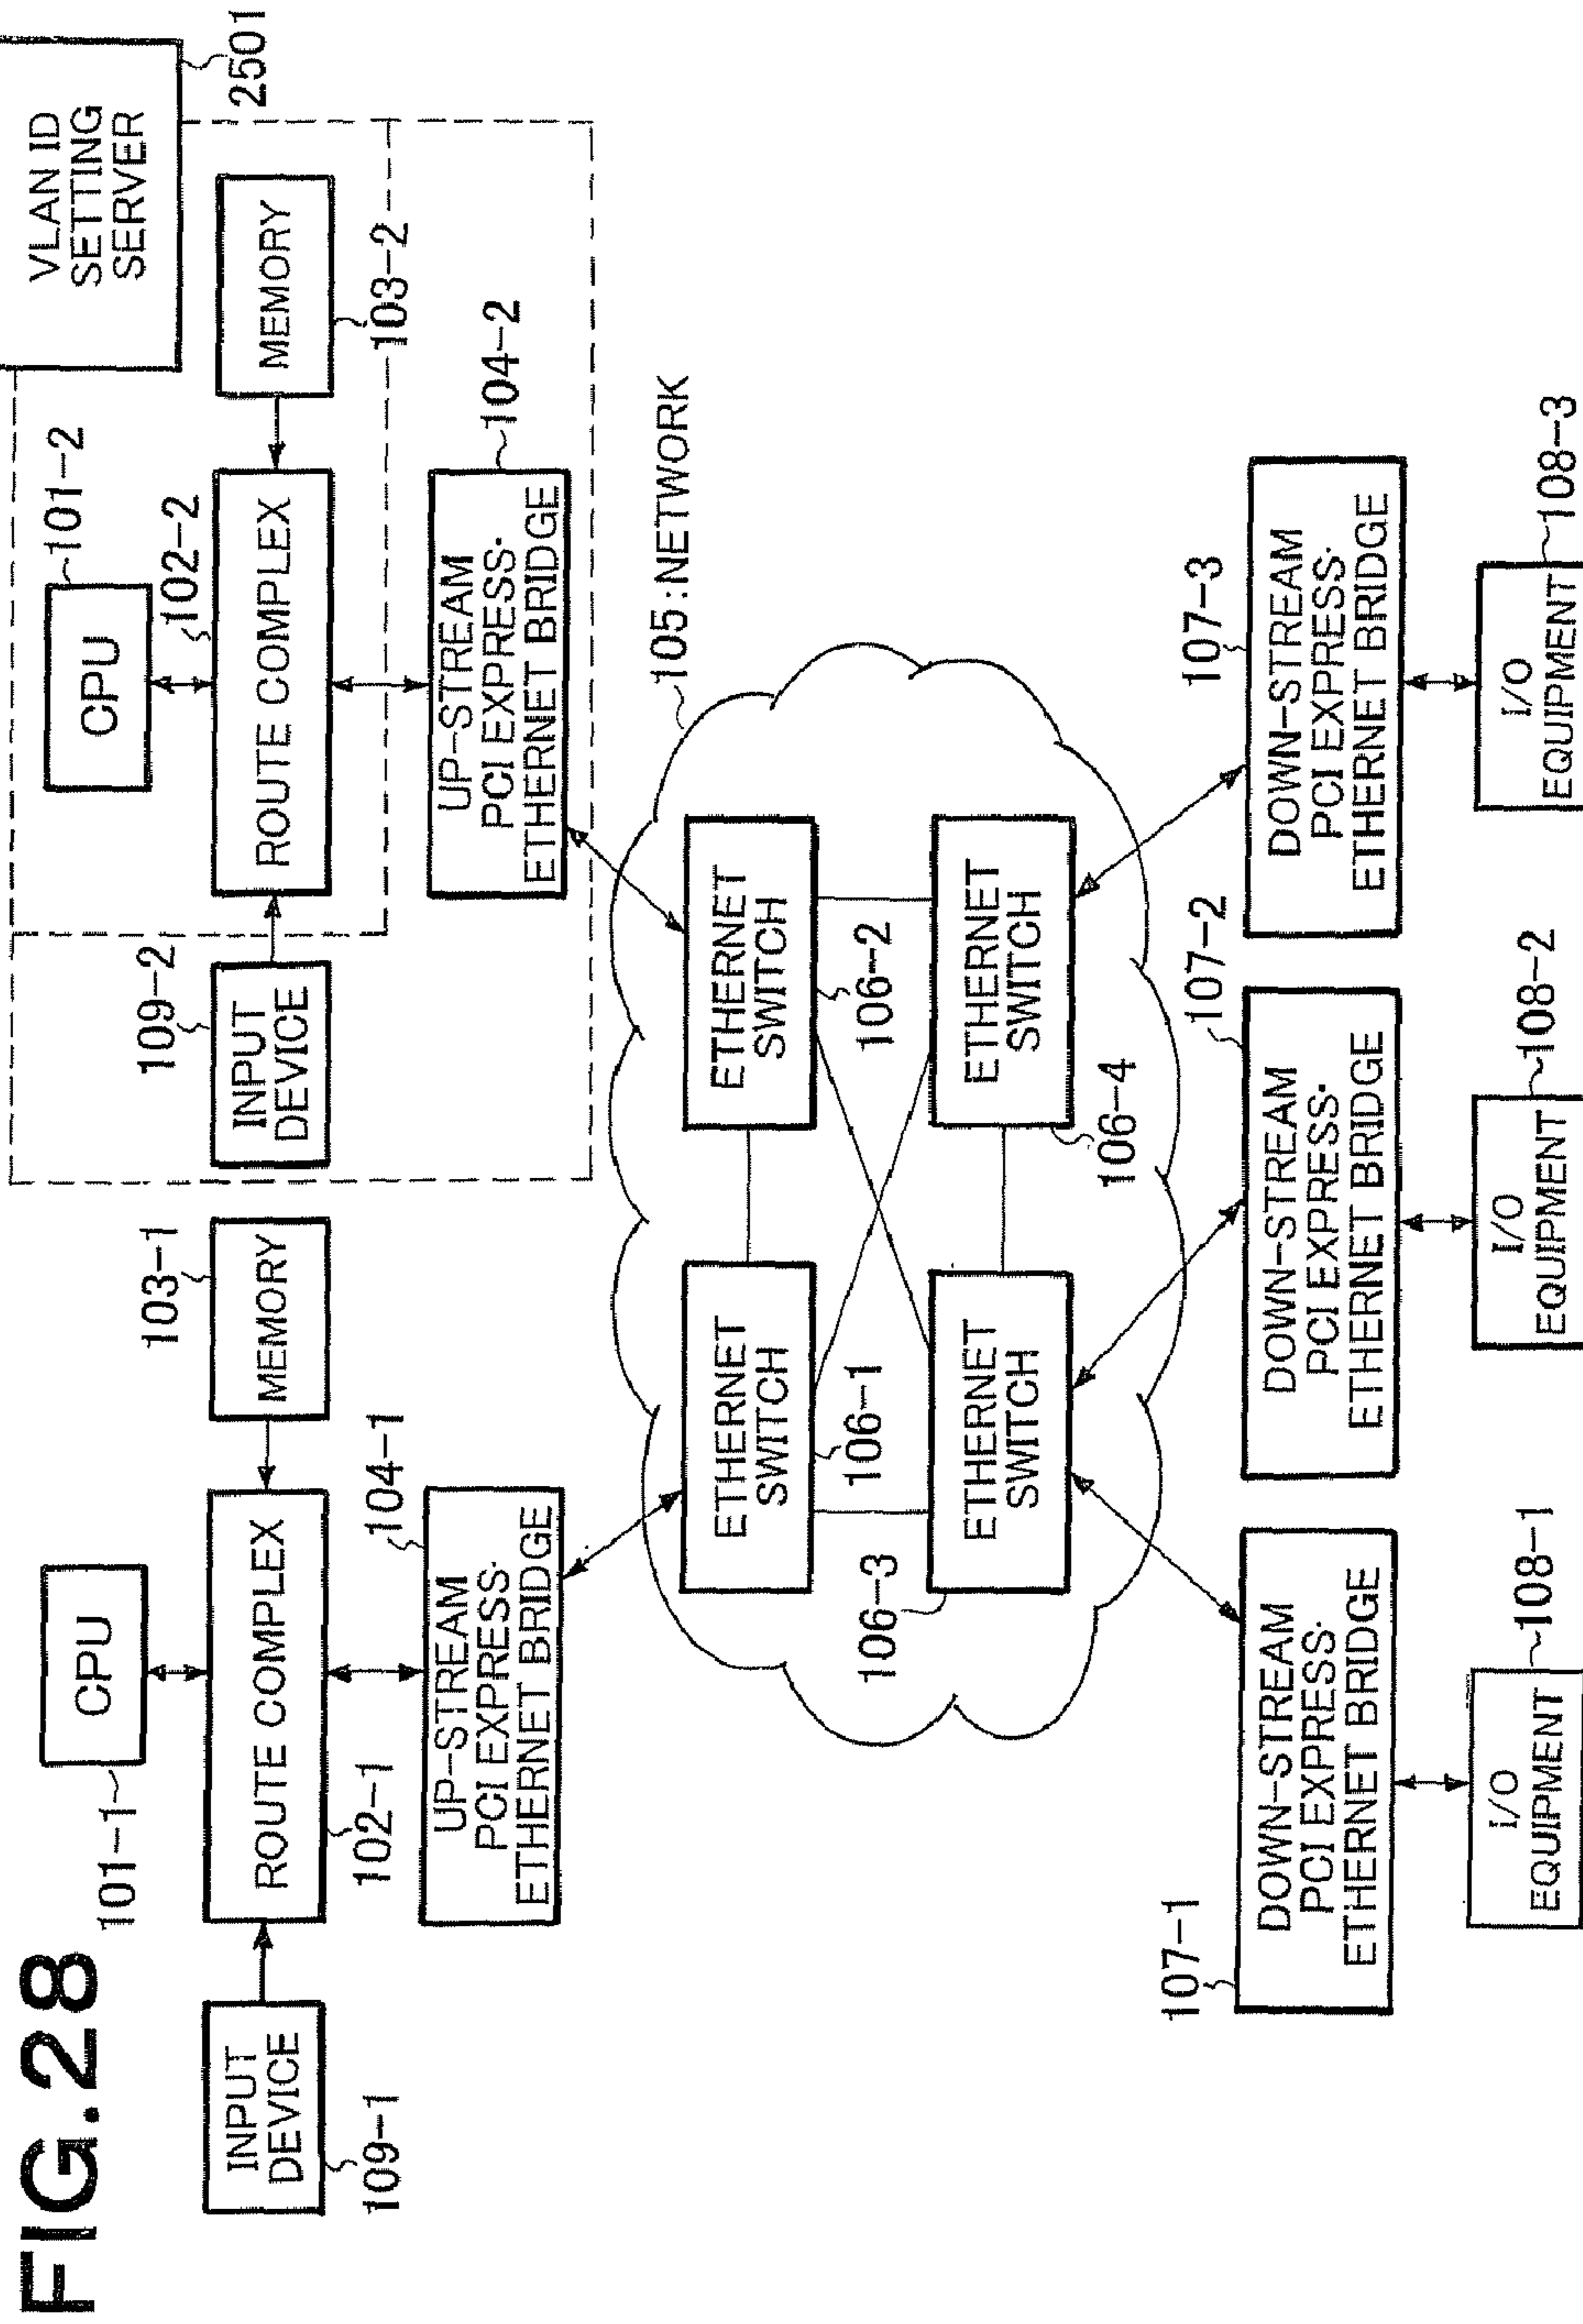 FIG.28
VLAN ID
SETTING
SERVER
2501
101-1
CPU
CPU
101-2
109-2
102-2
103-1
INPUT
DEVICE
ROUTE COMPLEX
MEMORY
INPUT
DEVICE
ROUTE COMPLEX
MEMORY
109-1
102-1
104-1
103-2
UP-STREAM
PCI EXPRESS·
ETHERNET BRIDGE
UP-STREAM
PCI EXPRESS·
ETHERNET BRIDGE
104-2
105:NETWORK
ETHERNET
SWITCH
ETHERNET
SWITCH
106-1
106-2
106-3
ETHERNET
SWITCH
ETHERNET
SWITCH
106-4
107-1
107-2
107-3
DOWN-STREAM
PCI EXPRESS·
ETHERNET BRIDGE
DOWN-STREAM
PCI EXPRESS·
ETHERNET BRIDGE
DOWN-STREAM
PCI EXPRESS·
ETHERNET BRIDGE
I/O
EQUIPMENT
108-1
I/O
EQUIPMENT
108-2
I/O
EQUIPMENT
108-3